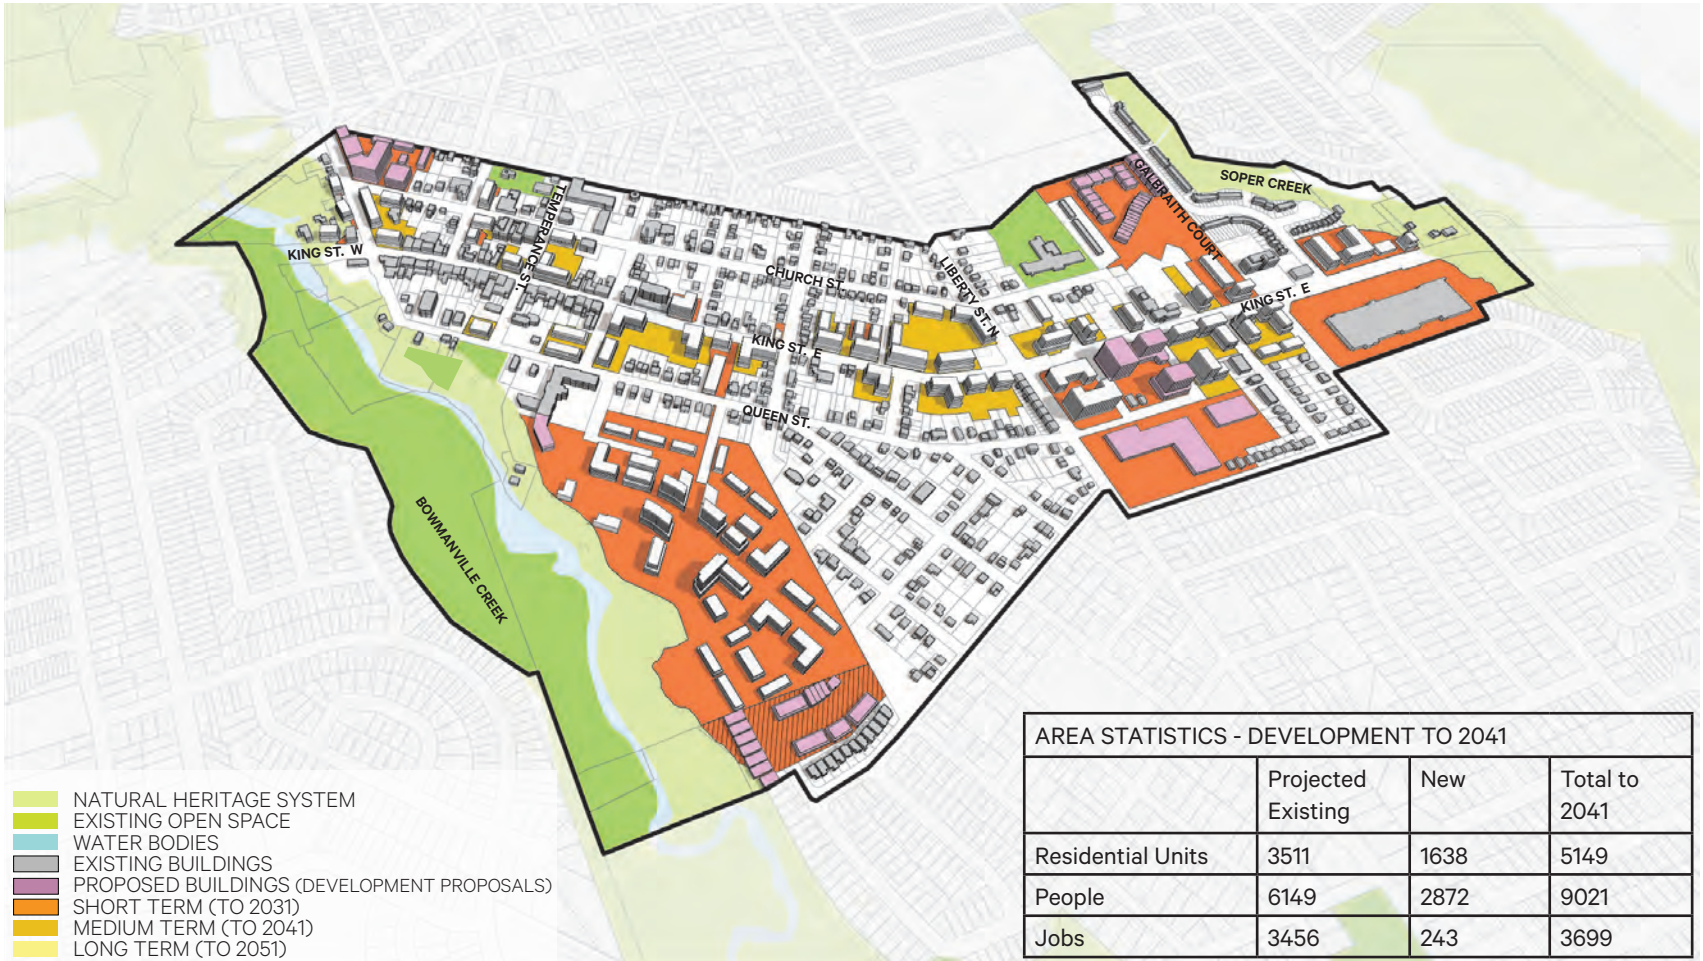 GALBRAITH COURT
SOPER CREEK
TEMPERANCE ST.
KING ST. W
CHURCH ST.
LIBERTY ST. N
KING ST. E
KING ST. E
QUEEN ST.
BOWMANVILLE CREEK
NATURAL HERITAGE SYSTEM
EXISTING OPEN SPACE
WATER BODIES
EXISTING BUILDINGS
PROPOSED BUILDINGS (DEVELOPMENT PROPOSALS)
SHORT TERM (TO 2031)
MEDIUM TERM (TO 2041)
LONG TERM (TO 2051)
AREA STATISTICS - DEVELOPMENT TO 2041
Projected Existing New Total to 2041
Residential Units 3511 1638 5149
People 6149 2872 9021
Jobs 3456 243 3699